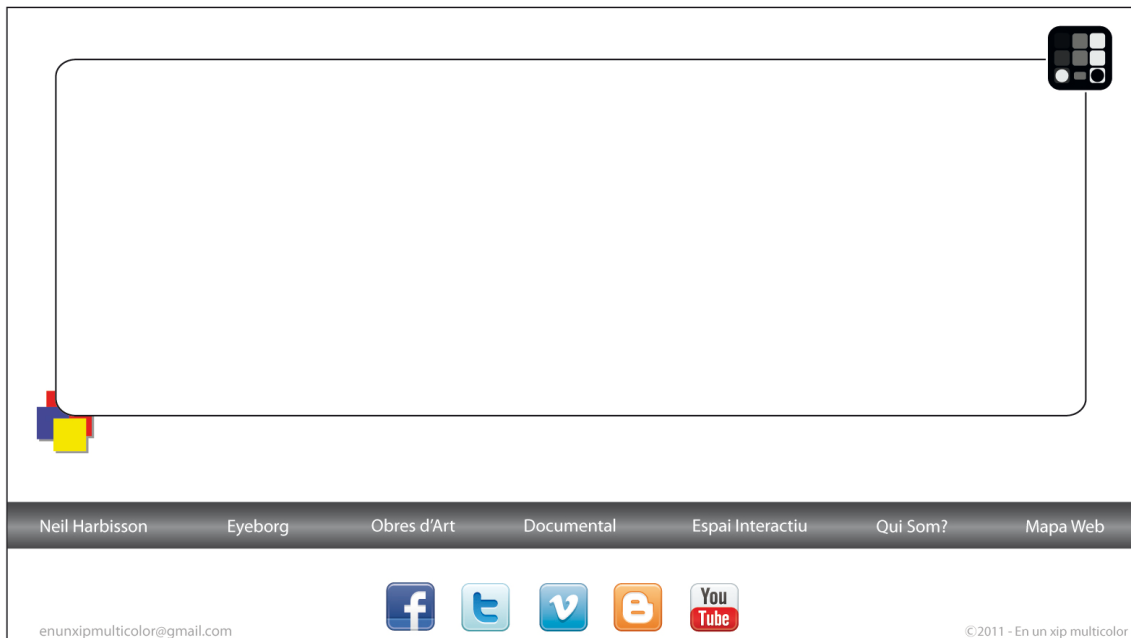 Neil Harbisson Eyeborg Obres d’Art Documental Espai Interactiu Qui Som? Mapa Web
You
Tube
enunxipmulticolor@gmail.com ©2011 - En un xip multicolor